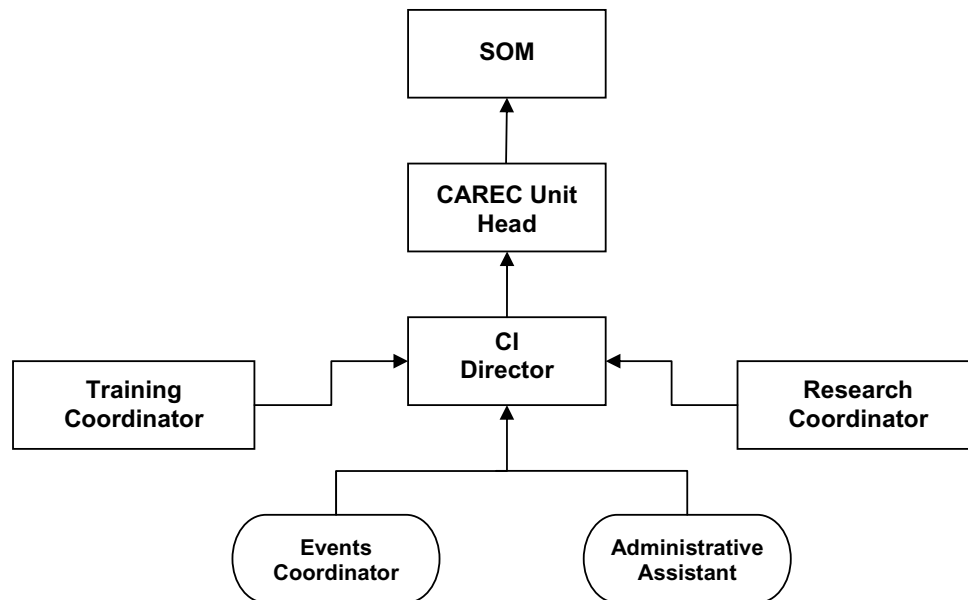 SOM
CAREC Unit
Head
CI
Director
Training
Coordinator
Research
Coordinator
Events
Coordinator
Administrative
Assistant